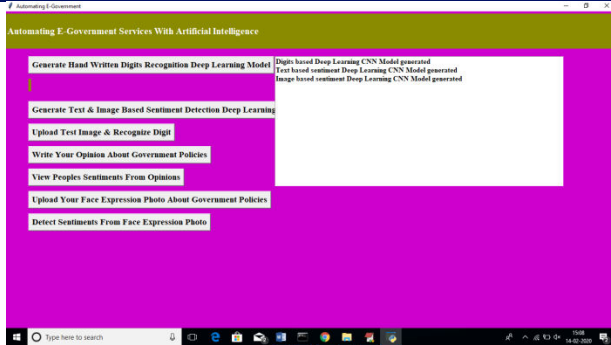 Automating E-Government
Automating E-Government Services With Artificial Intelligence
Generate Hand Written Digits Recognition Deep Learning Model
Digits based Deep Learning CNN Model generated
Text based sentiment Deep Learning CNN Model generated
Image based sentiment Deep Learning CNN Model generated
Generate Text & Image Based Sentiment Detection Deep Learning
Upload Test Image & Recognize Digit
Write Your Opinion About Government Policies
View Peoples Sentiments From Opinions
Upload Your Face Expression Photo About Government Policies
Detect Sentiments From Face Expression Photo
Type here to search
15:08
14-02-2020